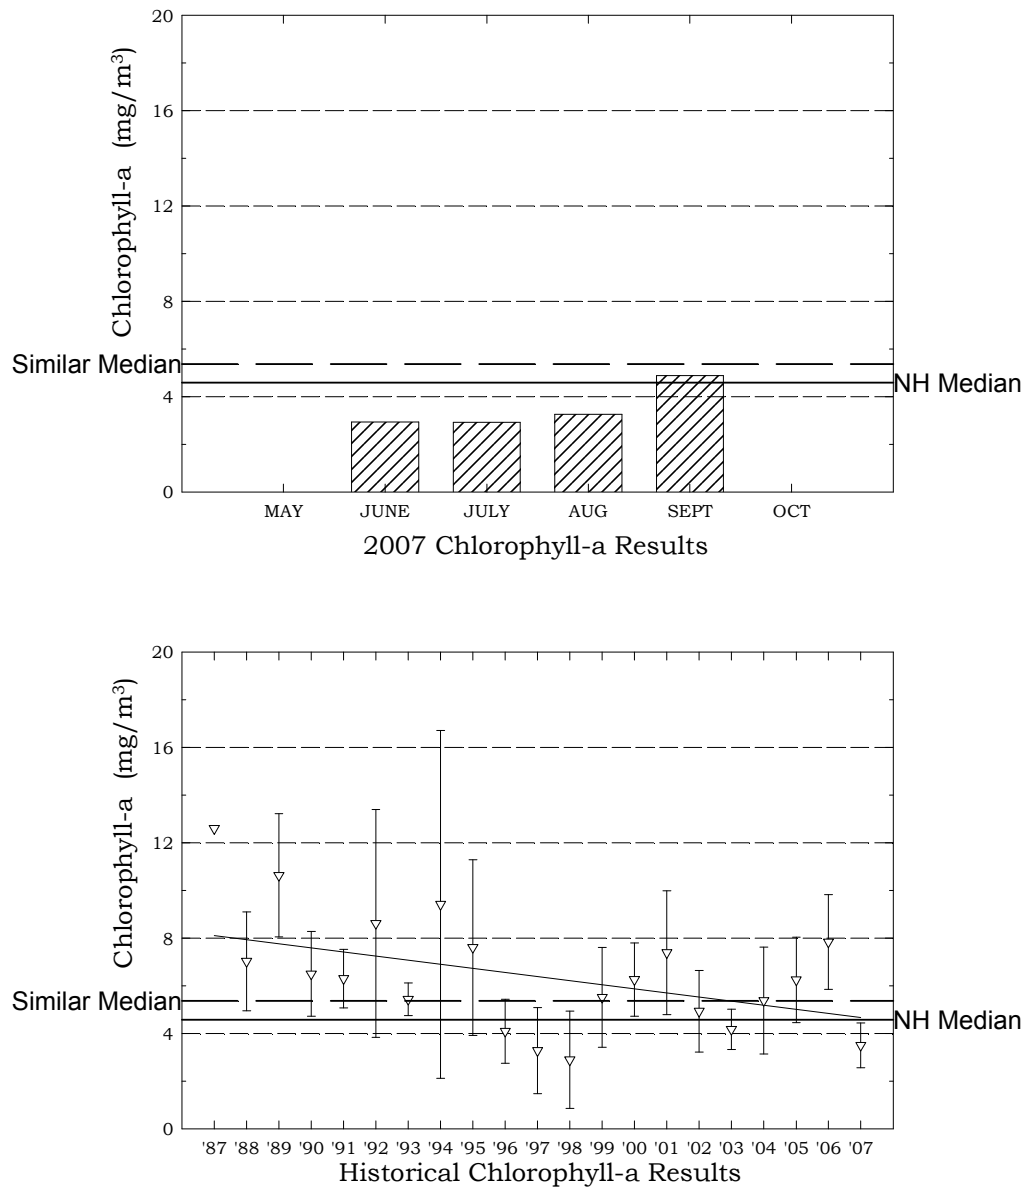 20
16
12
8
4
0
Chlorophyll-a (mg/m³)
Similar Median
NH Median
MAY JUNE JULY AUG SEPT OCT
2007 Chlorophyll-a Results
20
16
12
8
4
0
Chlorophyll-a (mg/m³)
Similar Median
NH Median
'87 '88 '89 '90 '91 '92 '93 '94 '95 '96 '97 '98 '99 '00 '01 '02 '03 '04 '05 '06 '07
Historical Chlorophyll-a Results